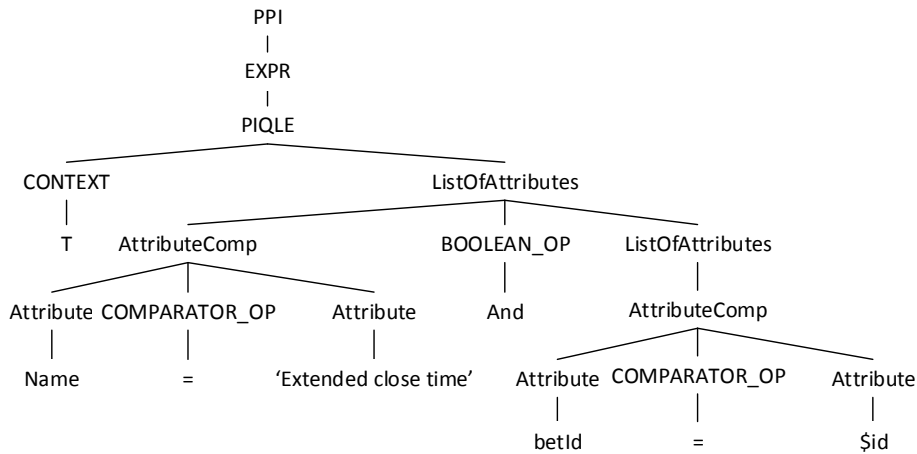 PPI
EXPR
PIQLE
CONTEXT ListOfAttributes
T AttributeComp BOOLEAN_OP ListOfAttributes
Attribute COMPARATOR_OP Attribute And AttributeComp
Name = ‘Extended close time’ Attribute COMPARATOR_OP Attribute
betId = $id